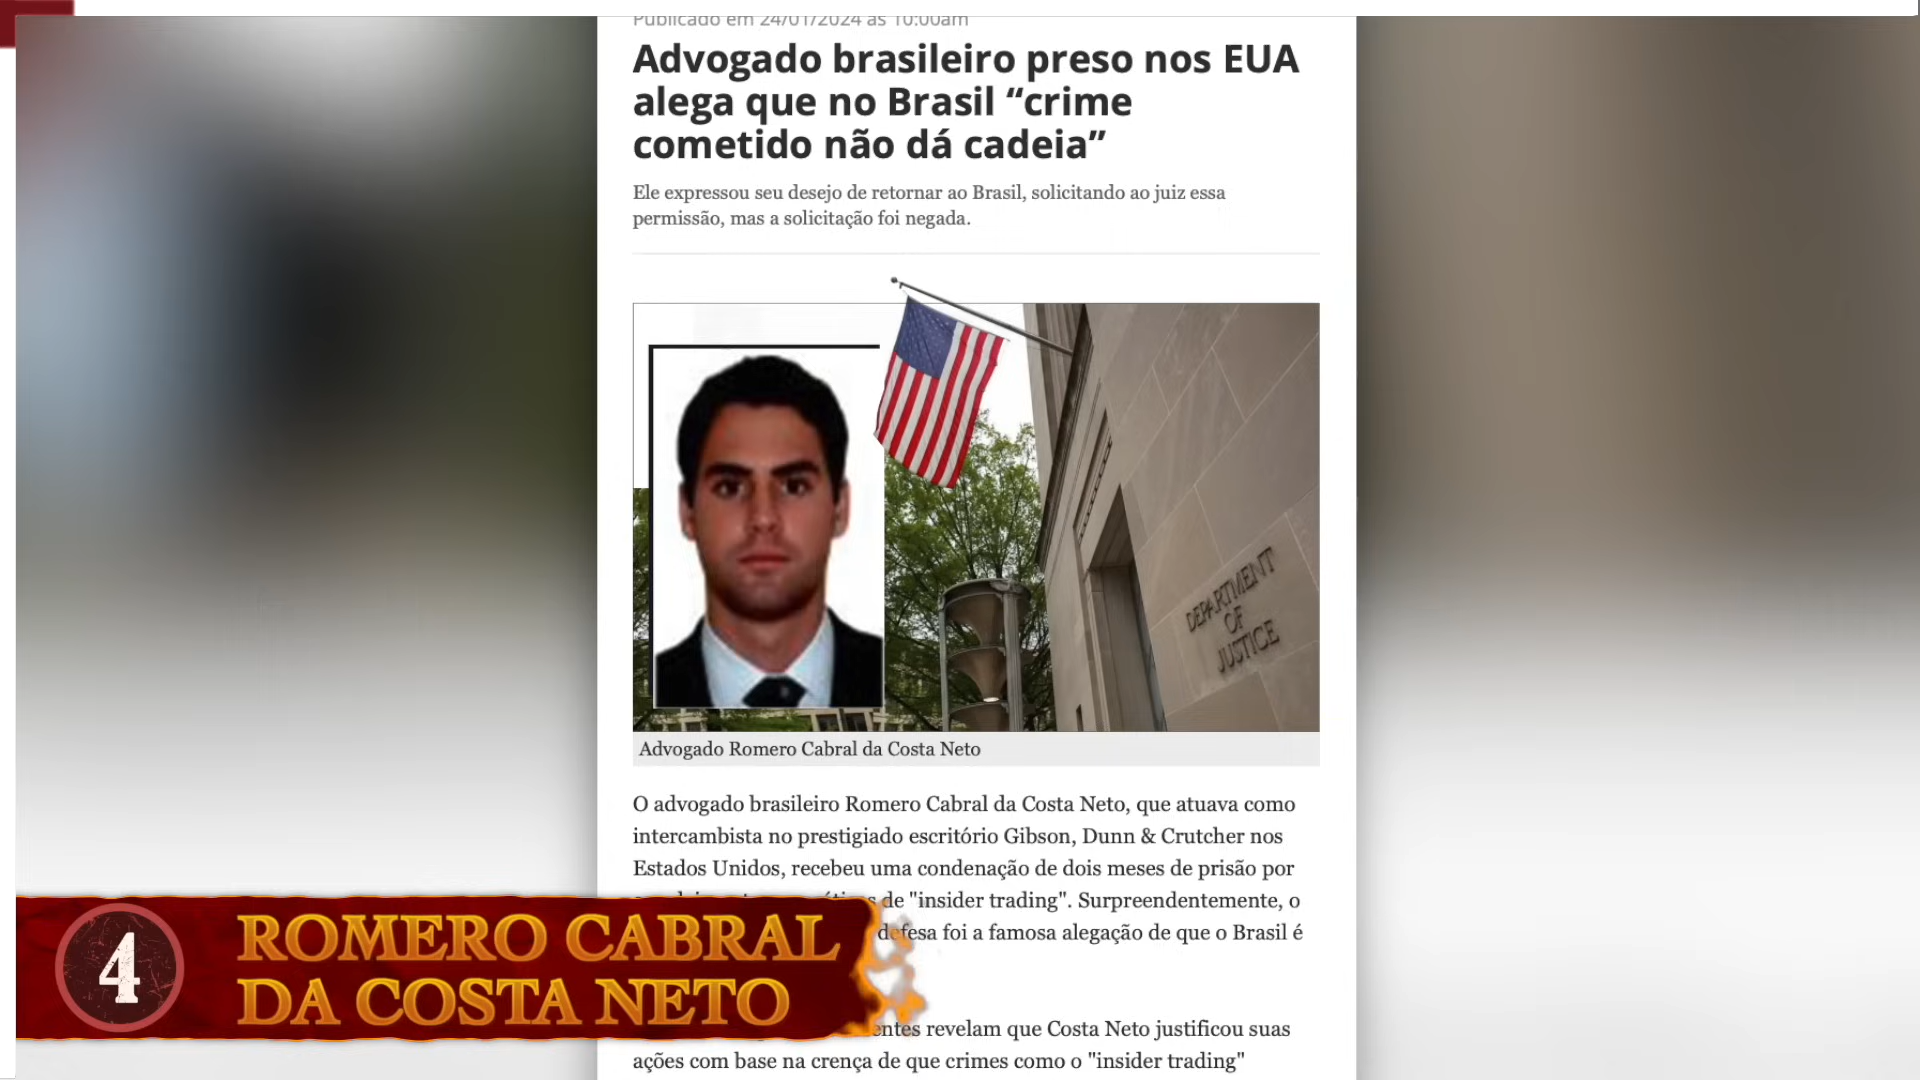 Publicado em 24/01/2024 às 10:00am
Advogado brasileiro preso nos EUA
alega que no Brasil “crime
cometido não dá cadeia”
Ele expressou seu desejo de retornar ao Brasil, solicitando ao juiz essa
permissão, mas a solicitação foi negada.
DEPARTMENT
OF
JUSTICE
Advogado Romero Cabral da Costa Neto
O advogado brasileiro Romero Cabral da Costa Neto, que atuava como
intercambista no prestigiado escritório Gibson, Dunn & Crutcher nos
Estados Unidos, recebeu uma condenação de dois meses de prisão por
de "insider trading". Surpreendentemente, o
defesa foi a famosa alegação de que o Brasil é
revelam que Costa Neto justificou suas
ações com base na crença de que crimes como o "insider trading"
4
ROMERO CABRAL
DA COSTA NETO